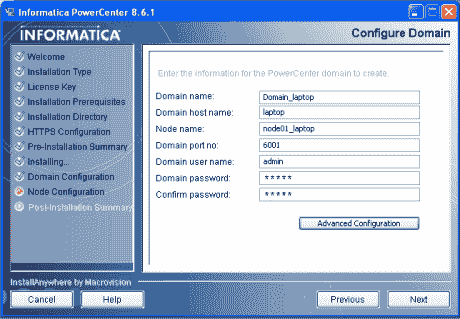 Informatica PowerCenter 8.6.1
INFORMATICA
Configure Domain
Welcome
Installation Type
License Key
Installation Prerequisites
Installation Directory
HTTPS Configuration
Pre-Installation Summary
Installing...
Domain Configuration
Node Configuration
Post-Installation Summary
Enter the information for the PowerCenter domain to create.
Domain name: Domain_laptop
Domain host name: laptop
Node name: node01_laptop
Domain port no: 6001
Domain user name: admin
Domain password: *****
Confirm password: *****
Advanced Configuration
InstallAnywhere by Macrovision
Cancel Help Previous Next